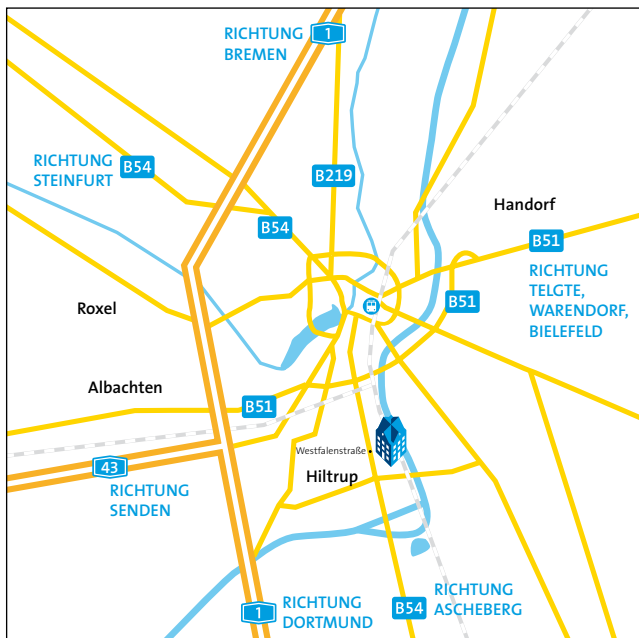 RICHTUNG
BREMEN
1
RICHTUNG
STEINFURT
B54
B219
Handorf
B54
B51
RICHTUNG
TELGTE,
WARENDORF,
BIELEFELD
Roxel
B51
Albachten
B51
Westfalenstraße
43
Hiltrup
RICHTUNG
SENDEN
1
RICHTUNG
DORTMUND
B54
RICHTUNG
ASCHEBERG